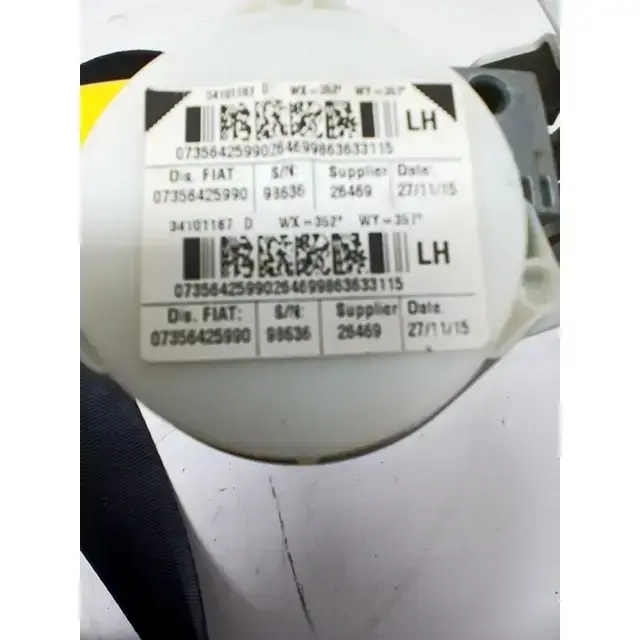 34101167 D WX-352° WY-357°
LH
07356425990264699863633115
Dis. FIAT: S/N: Supplier Date:
07356425990 98636 26469 27/11/15
34101167 D WX-352° WY-357°
LH
07356425990264699863633115
Dis. FIAT: S/N: Supplier Date:
07356425990 98636 26469 27/11/15